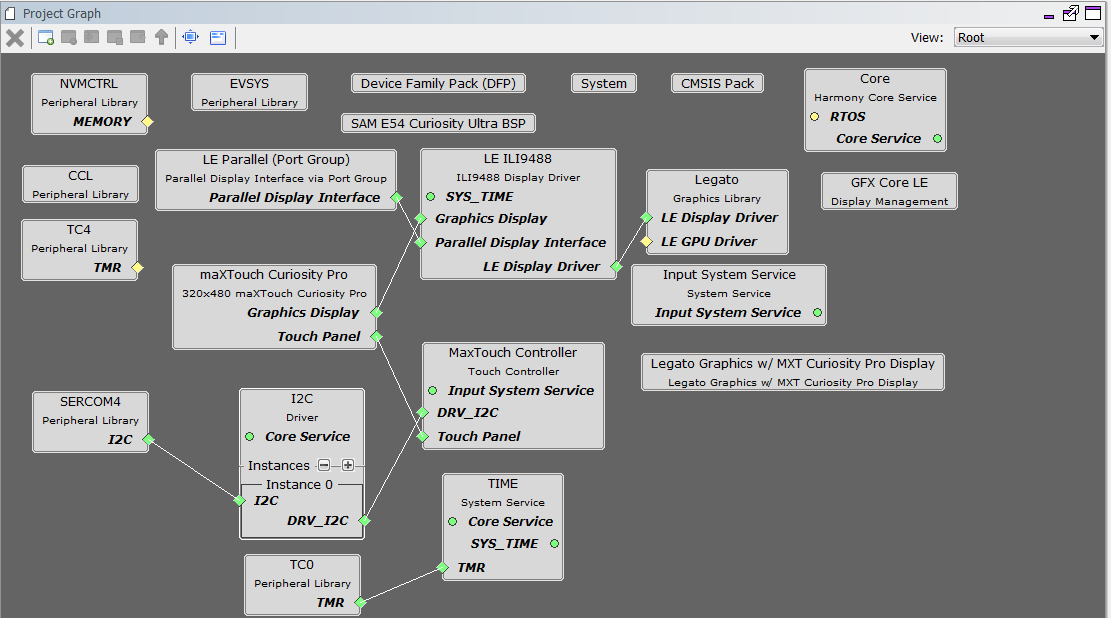 Project Graph
View: Root
NVMCTRL
Peripheral Library
MEMORY
EVSYS
Peripheral Library
Device Family Pack (DFP)
System
CMSIS Pack
Core
Harmony Core Service
RTOS
Core Service
SAM E54 Curiosity Ultra BSP
CCL
Peripheral Library
LE Parallel (Port Group)
Parallel Display Interface via Port Group
Parallel Display Interface
LE ILI9488
ILI9488 Display Driver
SYS_TIME
Graphics Display
Parallel Display Interface
LE Display Driver
Legato
Graphics Library
LE Display Driver
LE GPU Driver
GFX Core LE
Display Management
TC4
Peripheral Library
TMR
maXTouch Curiosity Pro
320x480 maXTouch Curiosity Pro
Graphics Display
Touch Panel
Input System Service
System Service
Input System Service
MaxTouch Controller
Touch Controller
Input System Service
DRV_I2C
Touch Panel
Legato Graphics w/ MXT Curiosity Pro Display
Legato Graphics w/ MXT Curiosity Pro Display
SERCOM4
Peripheral Library
I2C
I2C
Driver
Core Service
Instances
Instance 0
I2C
DRV_I2C
TIME
System Service
Core Service
SYS_TIME
TMR
TC0
Peripheral Library
TMR